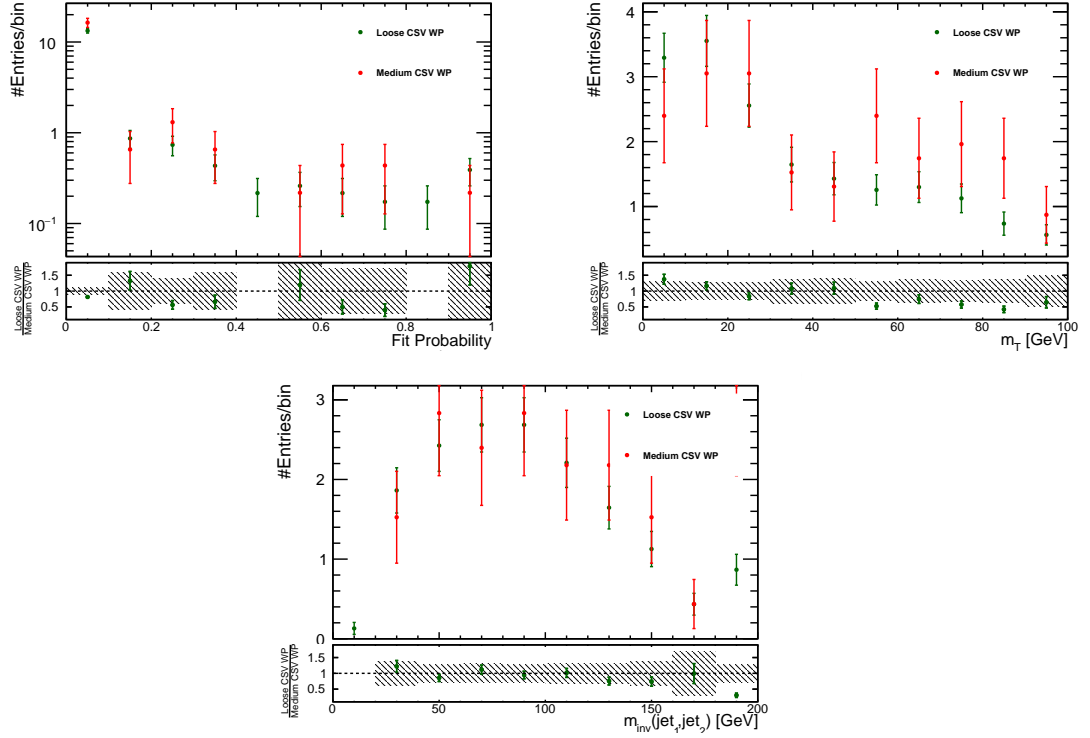 #Entries/bin
10
1
10⁻¹
Loose CSV WP
Medium CSV WP
Loose CSV WP
Medium CSV WP
1.5
1
0.5
0 0.2 0.4 0.6 0.8 1
Fit Probability
#Entries/bin
4
3
2
1
Loose CSV WP
Medium CSV WP
Loose CSV WP
Medium CSV WP
1.5
1
0.5
0 20 40 60 80 100
m_T [GeV]
#Entries/bin
3
2
1
0
Loose CSV WP
Medium CSV WP
Loose CSV WP
Medium CSV WP
1.5
1
0.5
0 50 100 150 200
m_inv(jet_1,jet_2) [GeV]